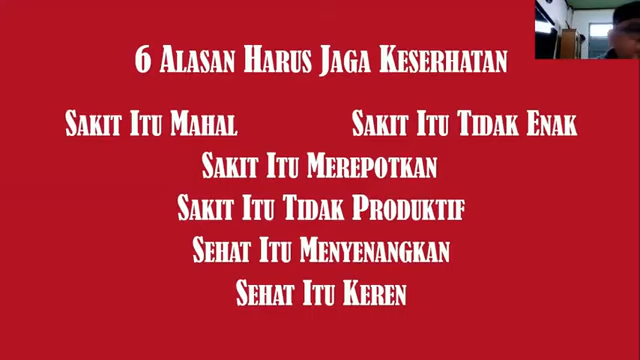 6 Alasan Harus Jaga Keserhatan
Sakit Itu Mahal
Sakit Itu Tidak Enak
Sakit Itu Merepotkan
Sakit Itu Tidak Produktif
Sehat Itu Menyenangkan
Sehat Itu Keren